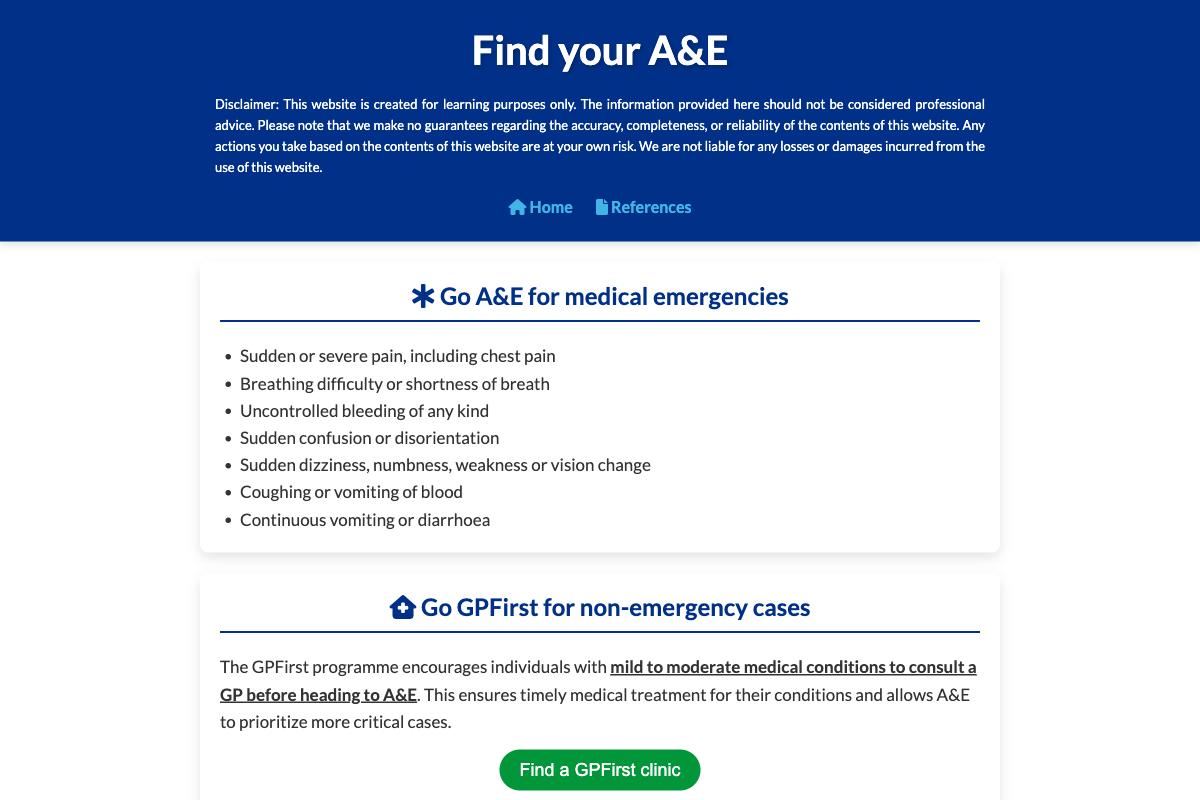 Find your A&E
Disclaimer: This website is created for learning purposes only. The information provided here should not be considered professional
advice. Please note that we make no guarantees regarding the accuracy, completeness, or reliability of the contents of this website. Any
actions you take based on the contents of this website are at your own risk. We are not liable for any losses or damages incurred from the
use of this website.
Home References
Go A&E for medical emergencies
• Sudden or severe pain, including chest pain
• Breathing difficulty or shortness of breath
• Uncontrolled bleeding of any kind
• Sudden confusion or disorientation
• Sudden dizziness, numbness, weakness or vision change
• Coughing or vomiting of blood
• Continuous vomiting or diarrhoea
Go GPFirst for non-emergency cases
The GPFirst programme encourages individuals with mild to moderate medical conditions to consult a
GP before heading to A&E. This ensures timely medical treatment for their conditions and allows A&E
to prioritize more critical cases.
Find a GPFirst clinic